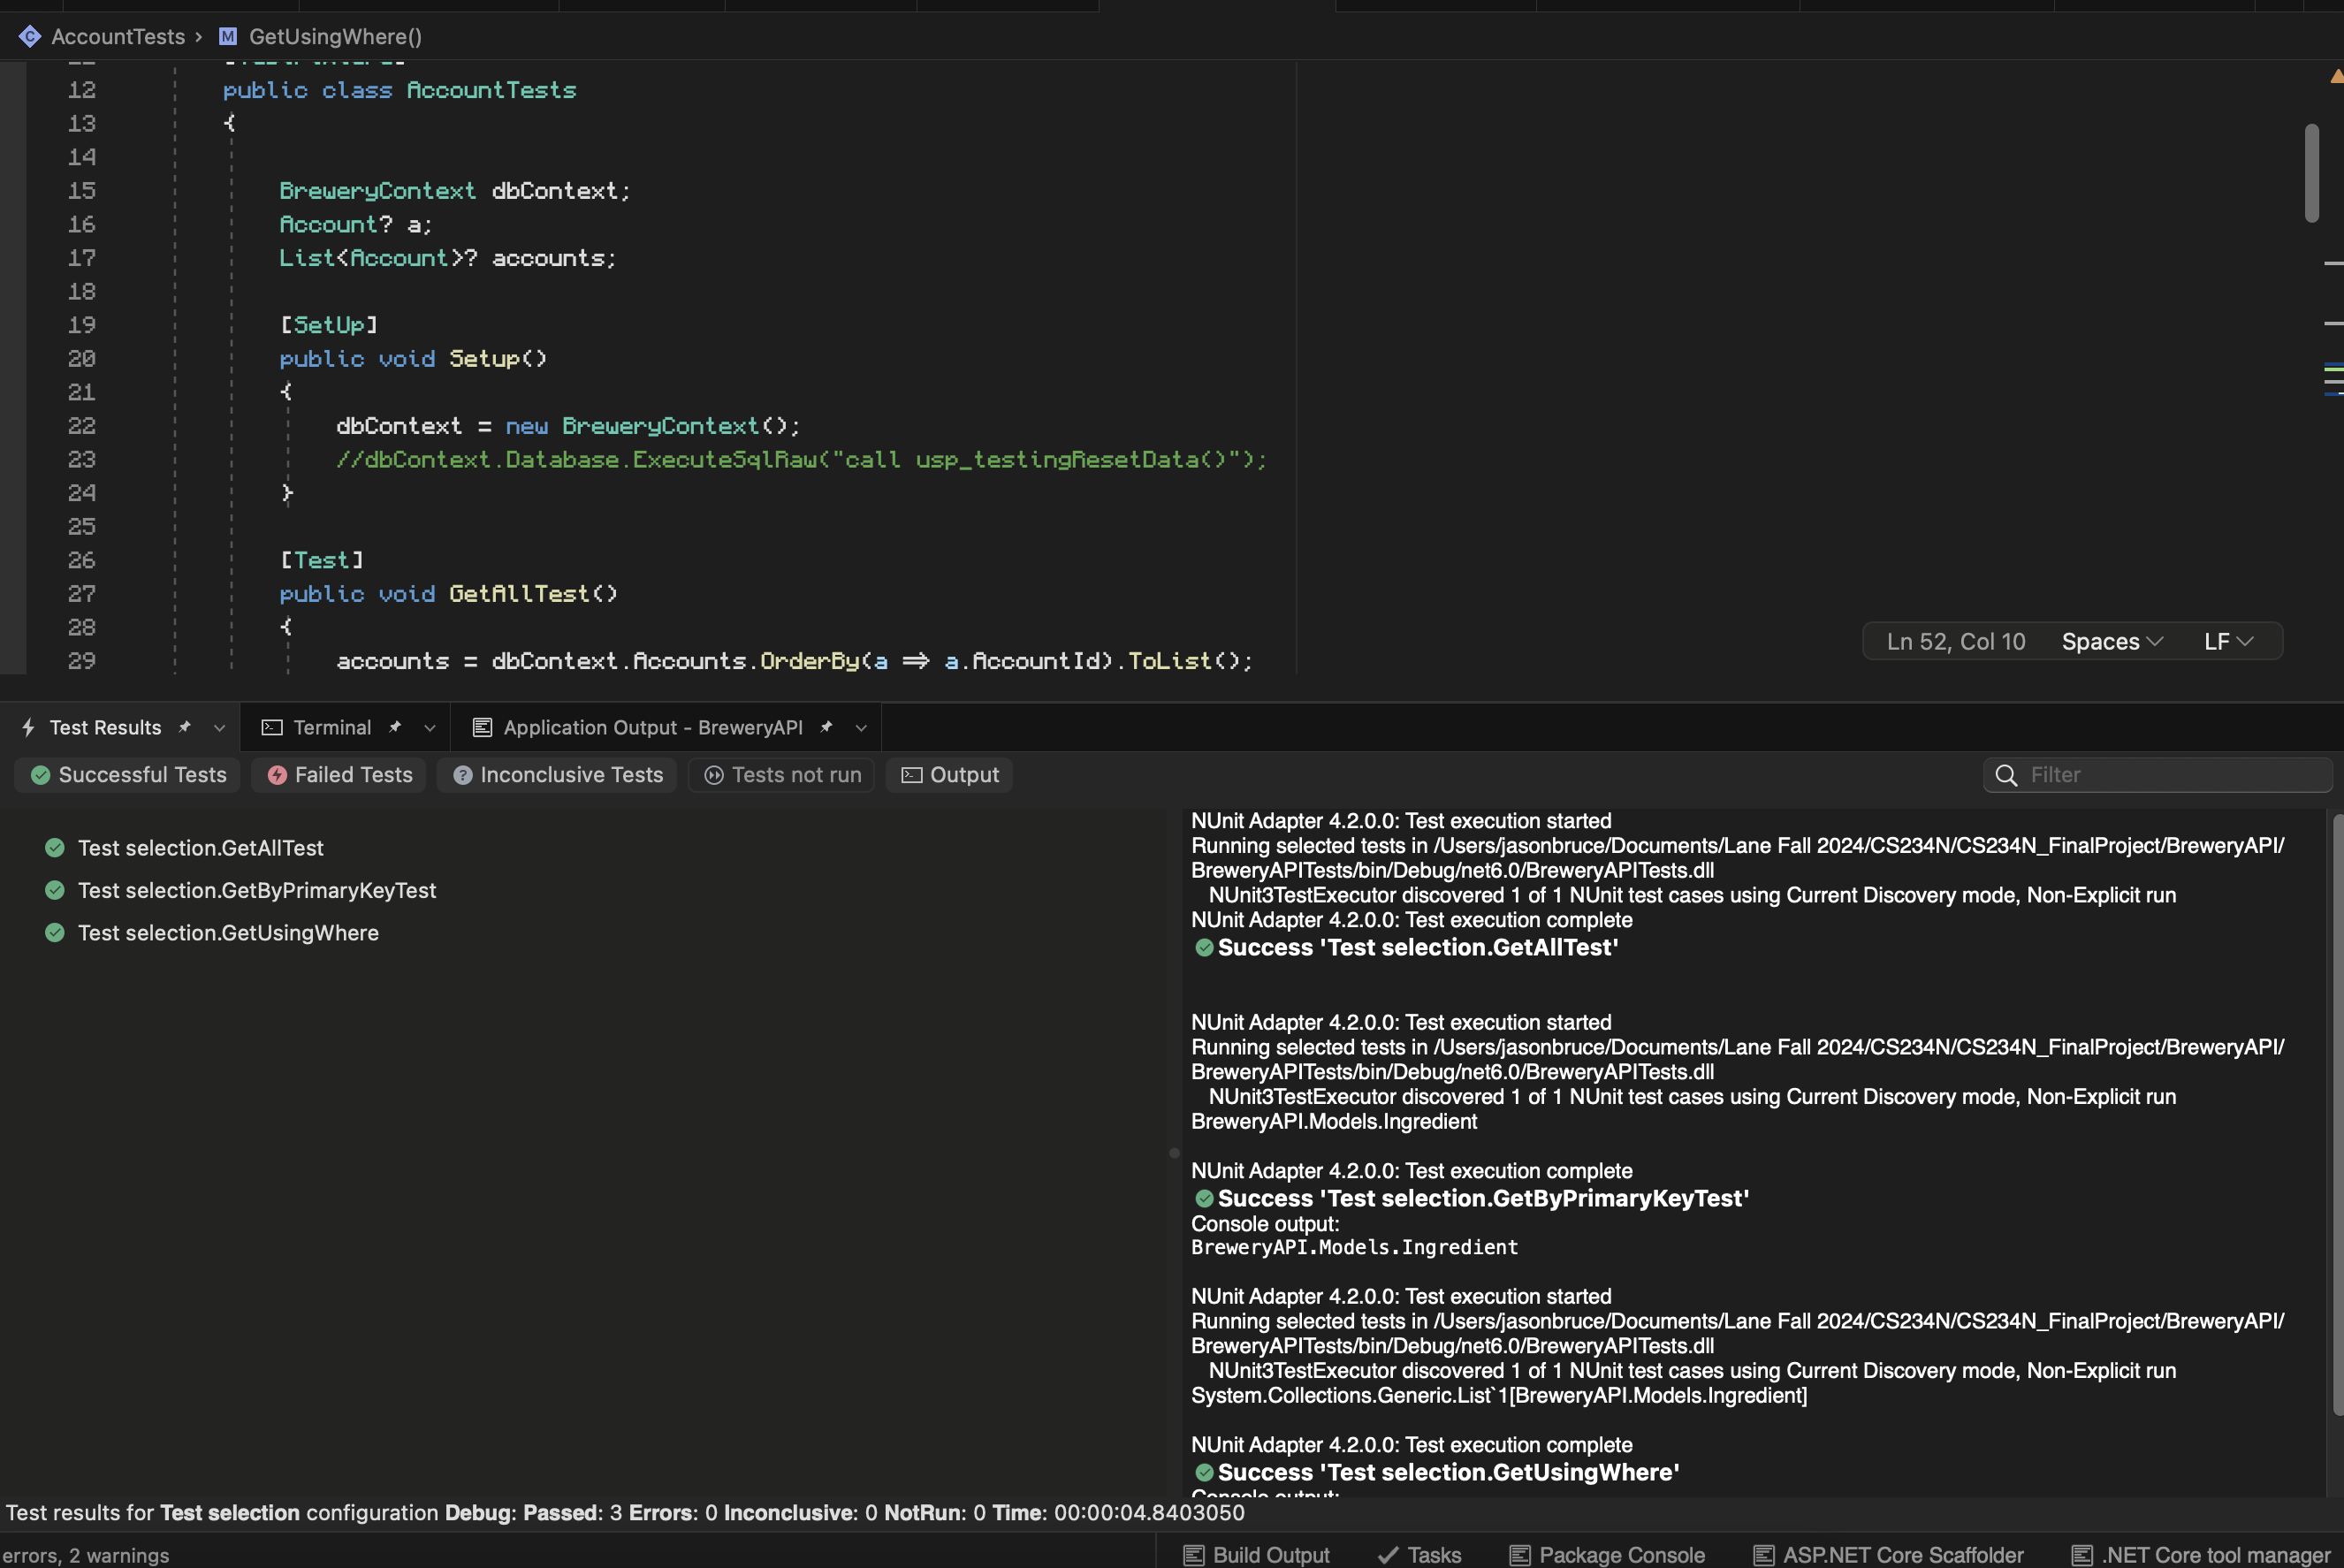 AccountTests › M GetUsingWhere()
12 public class AccountTests
13 {
14
15 BreweryContext dbContext;
16 Account? a;
17 List<Account>? accounts;
18
19 [SetUp]
20 public void Setup()
21 {
22 dbContext = new BreweryContext();
23 //dbContext.Database.ExecuteSqlRaw("call usp_testingResetData()");
24 }
25
26 [Test]
27 public void GetAllTest()
28 {
29 accounts = dbContext.Accounts.OrderBy(a => a.AccountId).ToList();
Ln 52, Col 10 Spaces LF
Test Results Terminal Application Output - BreweryAPI
Successful Tests Failed Tests Inconclusive Tests Tests not run Output Filter
Test selection.GetAllTest
Test selection.GetByPrimaryKeyTest
Test selection.GetUsingWhere
NUnit Adapter 4.2.0.0: Test execution started
Running selected tests in /Users/jasonbruce/Documents/Lane Fall 2024/CS234N/CS234N_FinalProject/BreweryAPI/
BreweryAPITests/bin/Debug/net6.0/BreweryAPITests.dll
NUnit3TestExecutor discovered 1 of 1 NUnit test cases using Current Discovery mode, Non-Explicit run
NUnit Adapter 4.2.0.0: Test execution complete
Success 'Test selection.GetAllTest'
NUnit Adapter 4.2.0.0: Test execution started
Running selected tests in /Users/jasonbruce/Documents/Lane Fall 2024/CS234N/CS234N_FinalProject/BreweryAPI/
BreweryAPITests/bin/Debug/net6.0/BreweryAPITests.dll
NUnit3TestExecutor discovered 1 of 1 NUnit test cases using Current Discovery mode, Non-Explicit run
BreweryAPI.Models.Ingredient
NUnit Adapter 4.2.0.0: Test execution complete
Success 'Test selection.GetByPrimaryKeyTest'
Console output:
BreweryAPI.Models.Ingredient
NUnit Adapter 4.2.0.0: Test execution started
Running selected tests in /Users/jasonbruce/Documents/Lane Fall 2024/CS234N/CS234N_FinalProject/BreweryAPI/
BreweryAPITests/bin/Debug/net6.0/BreweryAPITests.dll
NUnit3TestExecutor discovered 1 of 1 NUnit test cases using Current Discovery mode, Non-Explicit run
System.Collections.Generic.List`1[BreweryAPI.Models.Ingredient]
NUnit Adapter 4.2.0.0: Test execution complete
Success 'Test selection.GetUsingWhere'
Console output:
Test results for Test selection configuration Debug: Passed: 3 Errors: 0 Inconclusive: 0 NotRun: 0 Time: 00:00:04.8403050
errors, 2 warnings Build Output Tasks Package Console ASP.NET Core Scaffolder .NET Core tool manager